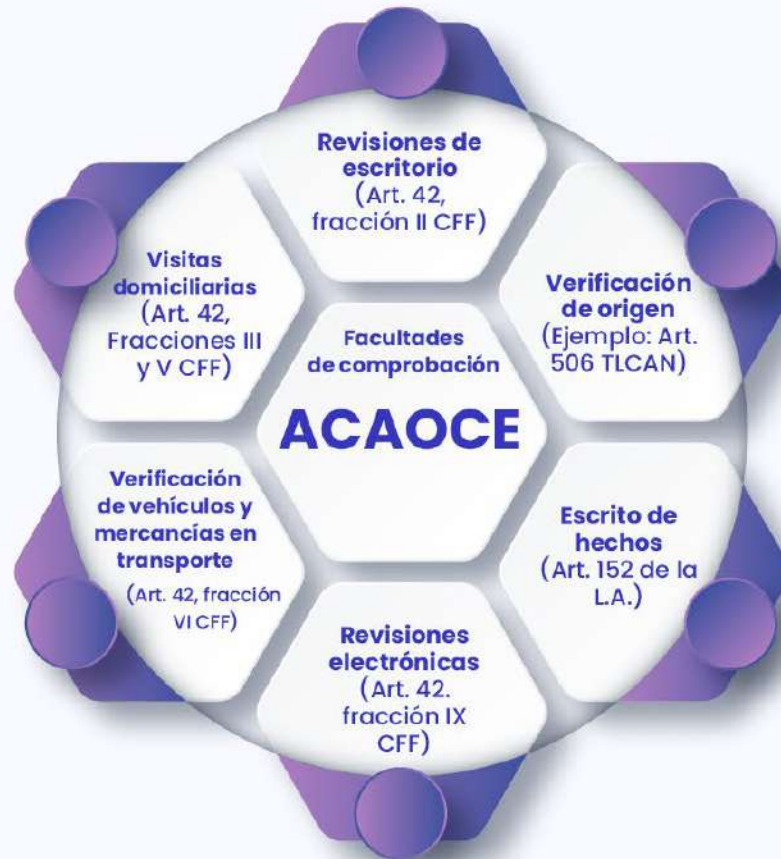 Revisiones de
escritorio
(Art. 42,
fracción II CFF)
Visitas
domiciliarias
(Art. 42,
Fracciones III
y V CFF)
Verificación
de origen
(Ejemplo: Art.
506 TLCAN)
Facultades
de comprobación
ACAOCE
Verificación
de vehículos y
mercancías en
transporte
(Art. 42, fracción
VI CFF)
Escrito de
hechos
(Art. 152 de la
L.A.)
Revisiones
electrónicas
(Art. 42.
fracción IX
CFF)